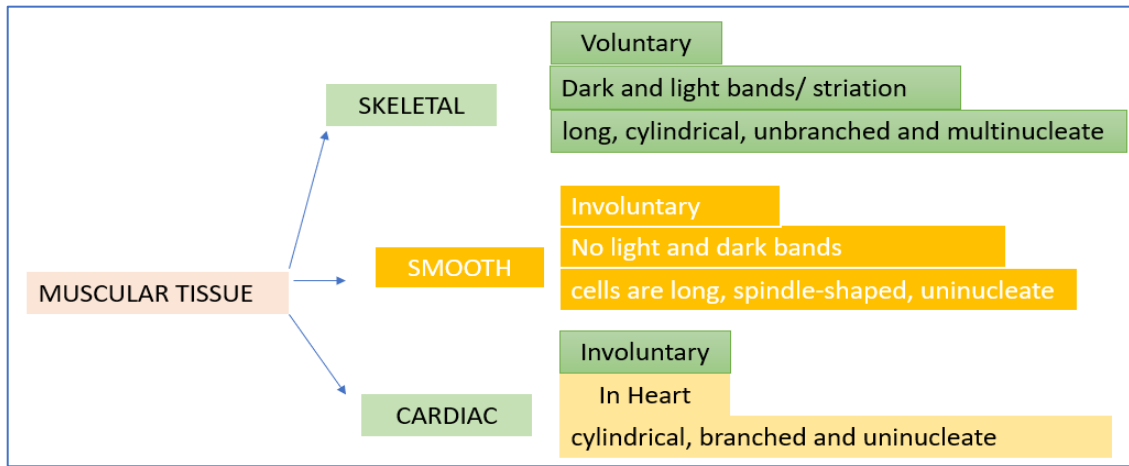 MUSCULAR TISSUE
SKELETAL
Voluntary
Dark and light bands/ striation
long, cylindrical, unbranched and multinucleate
SMOOTH
Involuntary
No light and dark bands
cells are long, spindle-shaped, uninucleate
CARDIAC
Involuntary
In Heart
cylindrical, branched and uninucleate